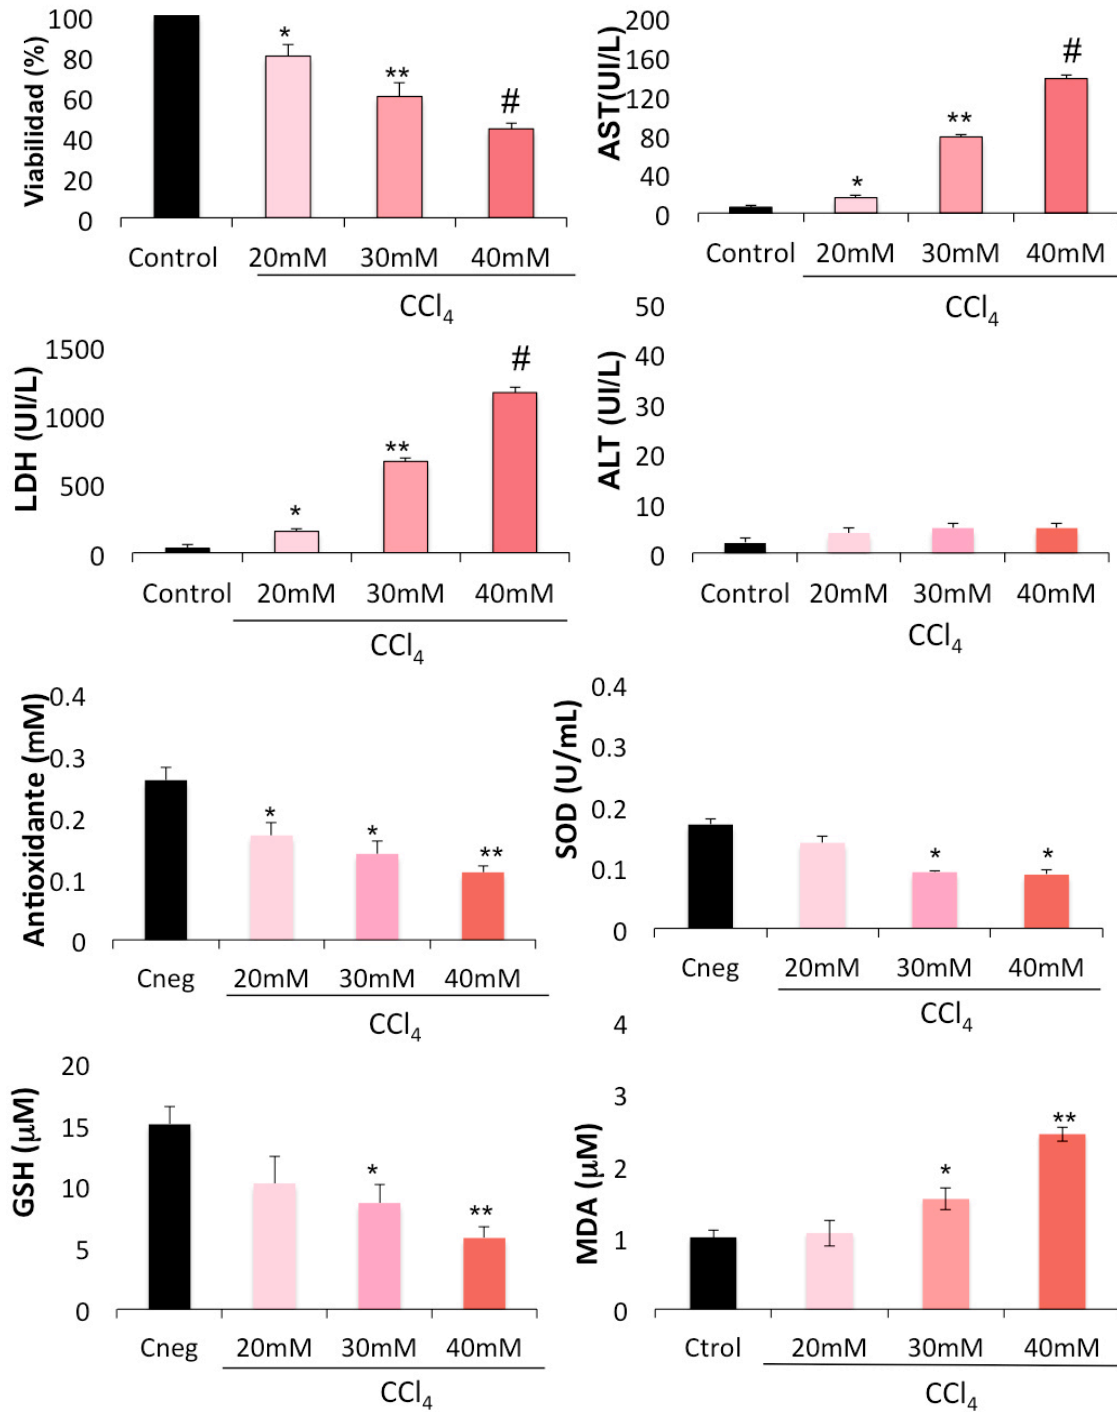 Viabilidad (%)
100
80
60
40
20
0
*
**
#
Control
20mM
30mM
40mM
CCl₄
AST(UI/L)
200
160
120
80
40
0
*
**
#
Control
20mM
30mM
40mM
CCl₄
LDH (UI/L)
1500
1000
500
0
*
**
#
Control
20mM
30mM
40mM
CCl₄
ALT (UI/L)
50
40
30
20
10
0
Control
20mM
30mM
40mM
CCl₄
Antioxidante (mM)
0.4
0.3
0.2
0.1
0
*
*
**
Cneg
20mM
30mM
40mM
CCl₄
SOD (U/mL)
0.4
0.3
0.2
0.1
0
*
*
Cneg
20mM
30mM
40mM
CCl₄
GSH (µM)
20
15
10
5
0
*
**
Cneg
20mM
30mM
40mM
CCl₄
MDA (µM)
4
3
2
1
0
*
**
Ctrol
20mM
30mM
40mM
CCl₄